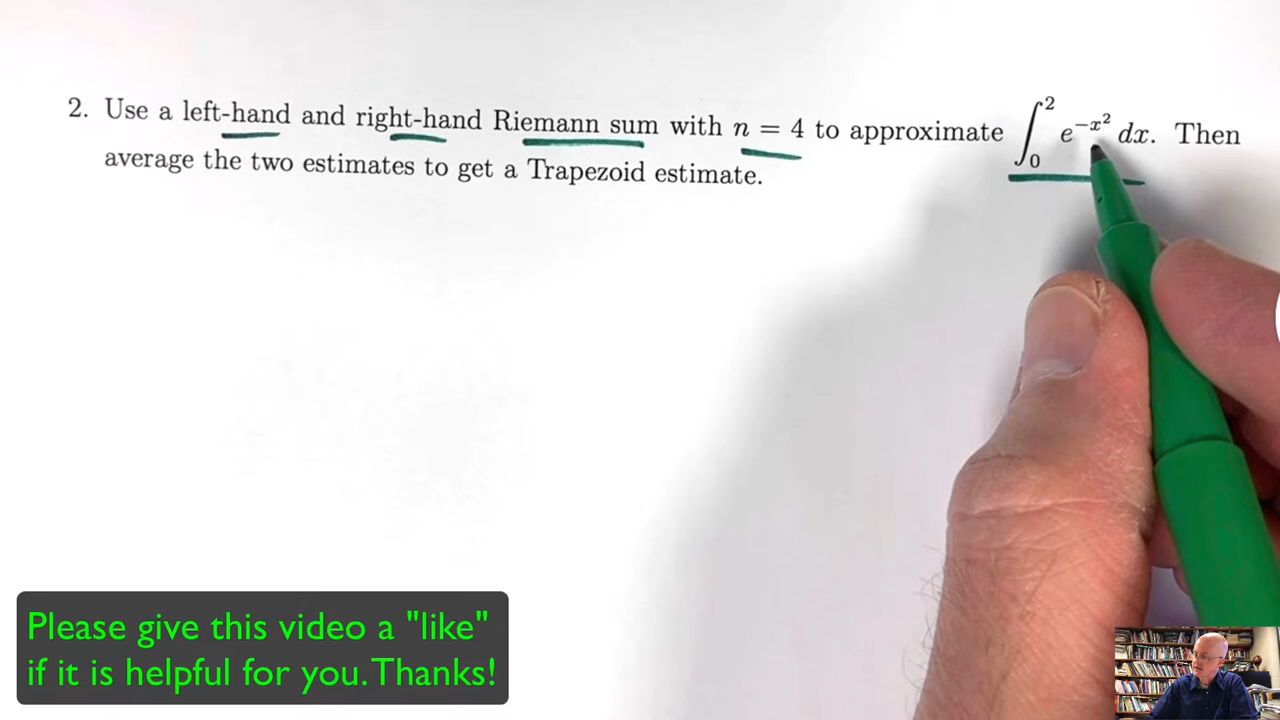 2. Use a left-hand and right-hand Riemann sum with n = 4 to approximate ∫₀² e^{-x²} dx. Then
average the two estimates to get a Trapezoid estimate.
Please give this video a "like"
if it is helpful for you. Thanks!